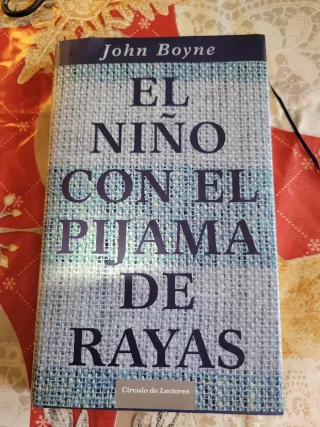 John Boyne
EL
NIÑO
CON EL
PIJAMA
DE
RAYAS
Círculo de Lectores